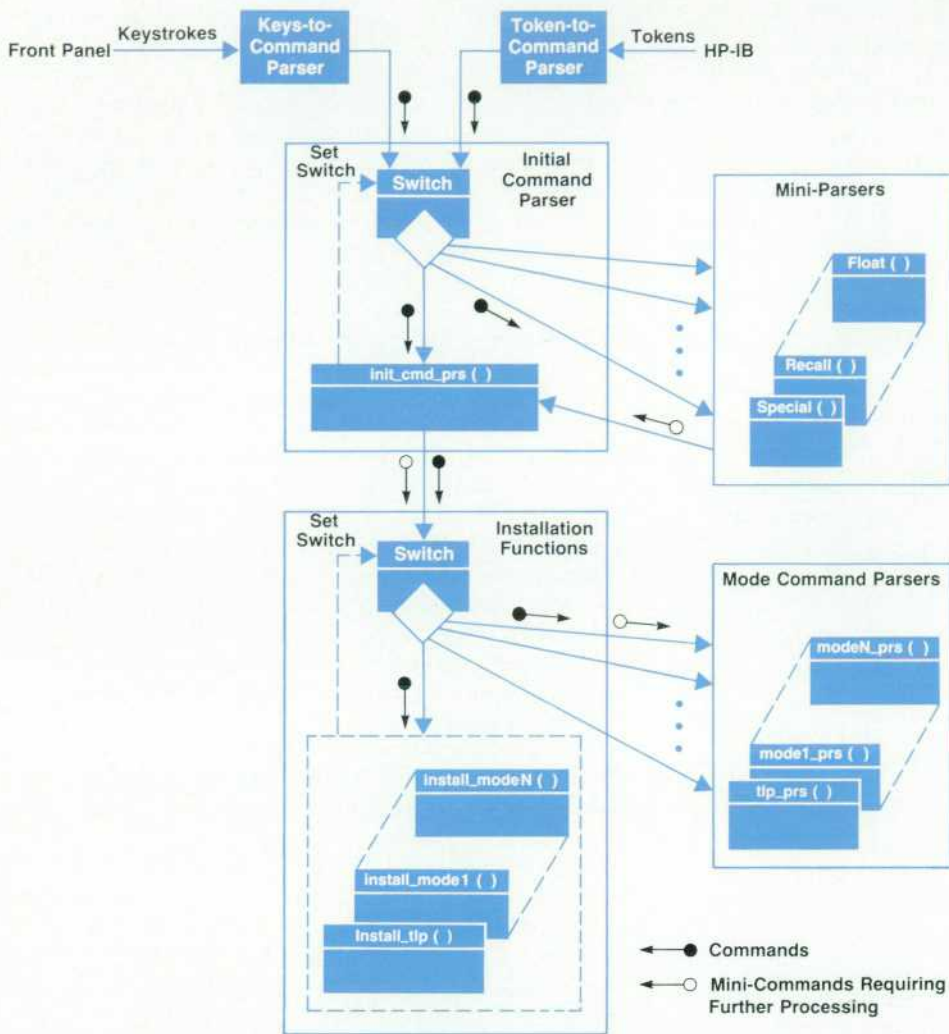 Front Panel
Keystrokes
Keys-to-
Command
Parser
Token-to-
Command
Parser
Tokens
HP-IB
Set
Switch
Switch
Initial
Command
Parser
init_cmd_prs ( )
Mini-Parsers
Float ( )
Recall ( )
Special ( )
Set
Switch
Switch
Installation
Functions
install_modeN ( )
install_mode1 ( )
Install_tlp ( )
Mode Command Parsers
modeN_prs ( )
mode1_prs ( )
tlp_prs ( )
Commands
Mini-Commands Requiring
Further Processing